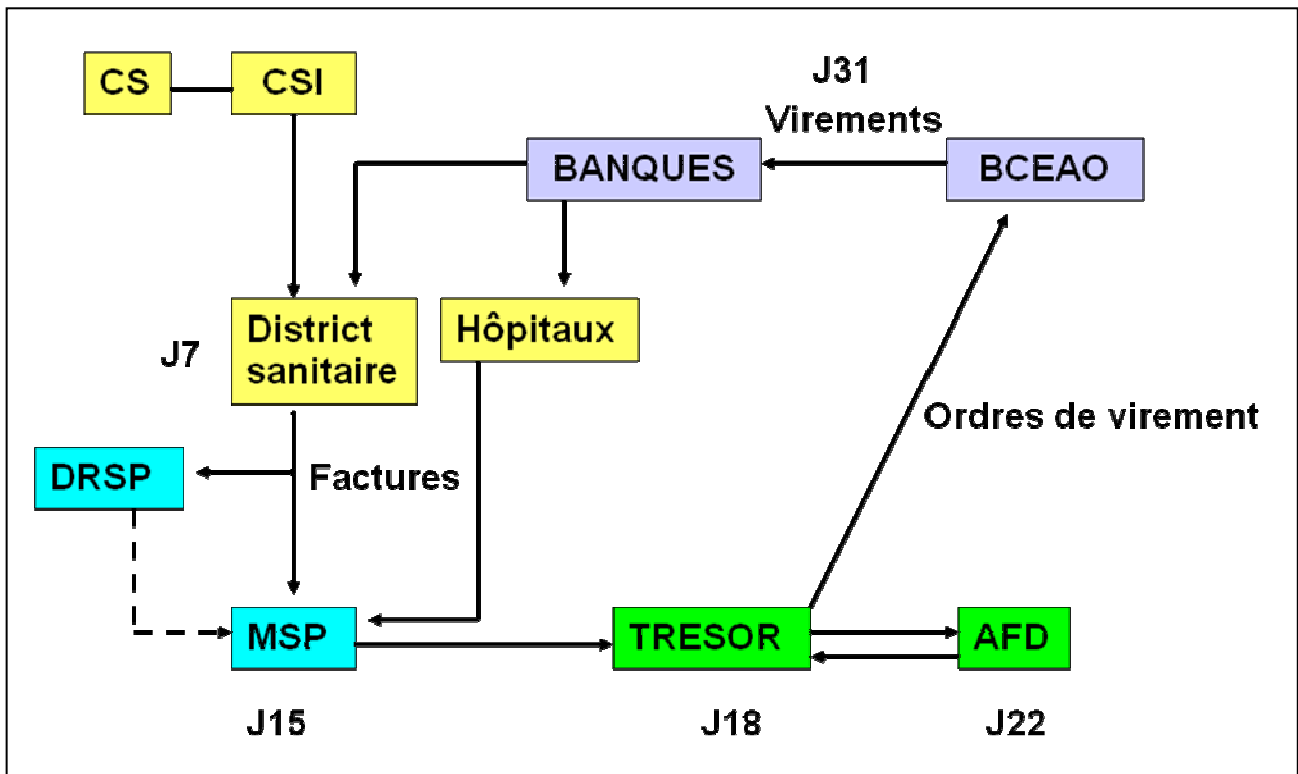 CS
CSI
J31
Virements
BANQUES
BCEAO
J7
District
sanitaire
Hôpitaux
Ordres de virement
DRSP
Factures
MSP
TRESOR
AFD
J15
J18
J22